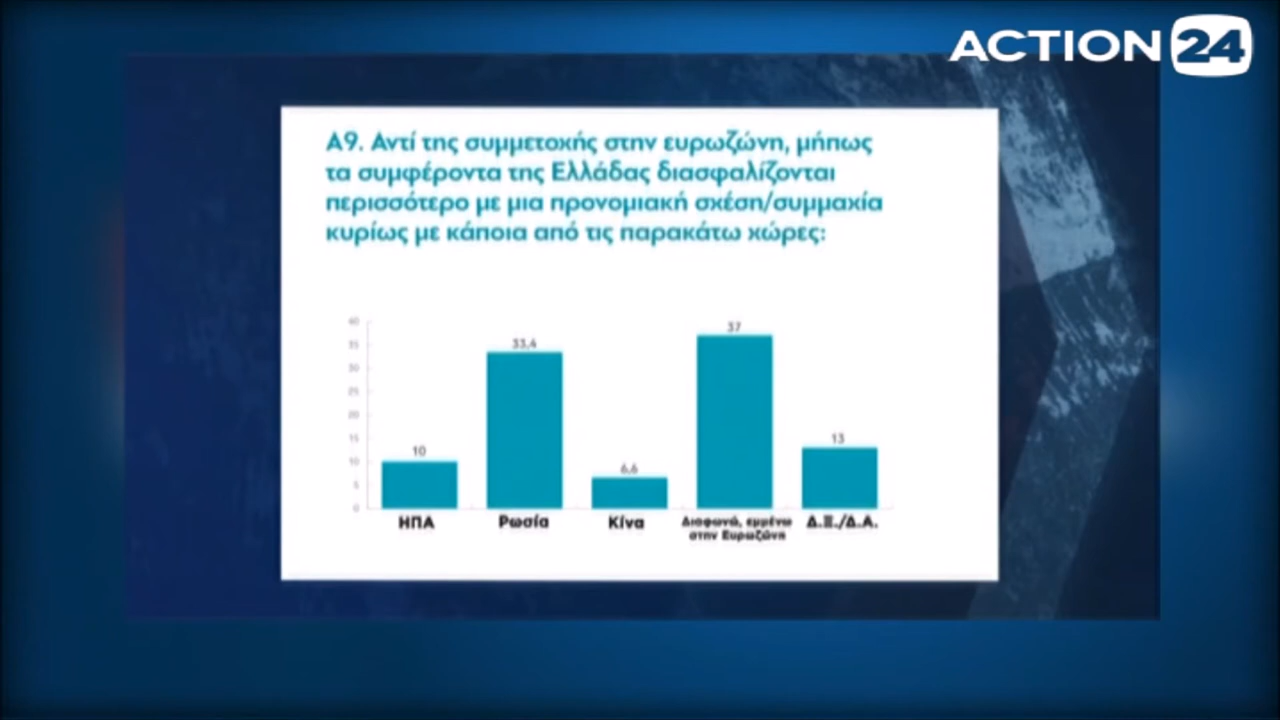 ACTION 24
Α9. Αντί της συμμετοχής στην ευρωζώνη, μήπως
τα συμφέροντα της Ελλάδας διασφαλίζονται
περισσότερο με μια προνομιακή σχέση/συμμαχία
κυρίως με κάποια από τις παρακάτω χώρες:
40
35
30
25
20
15
10
5
0
10
33,4
6,6
37
13
ΗΠΑ
Ρωσία
Κίνα
Διαφωνώ, εμμένω
στην Ευρωζώνη
Δ.Ξ./Δ.Α.